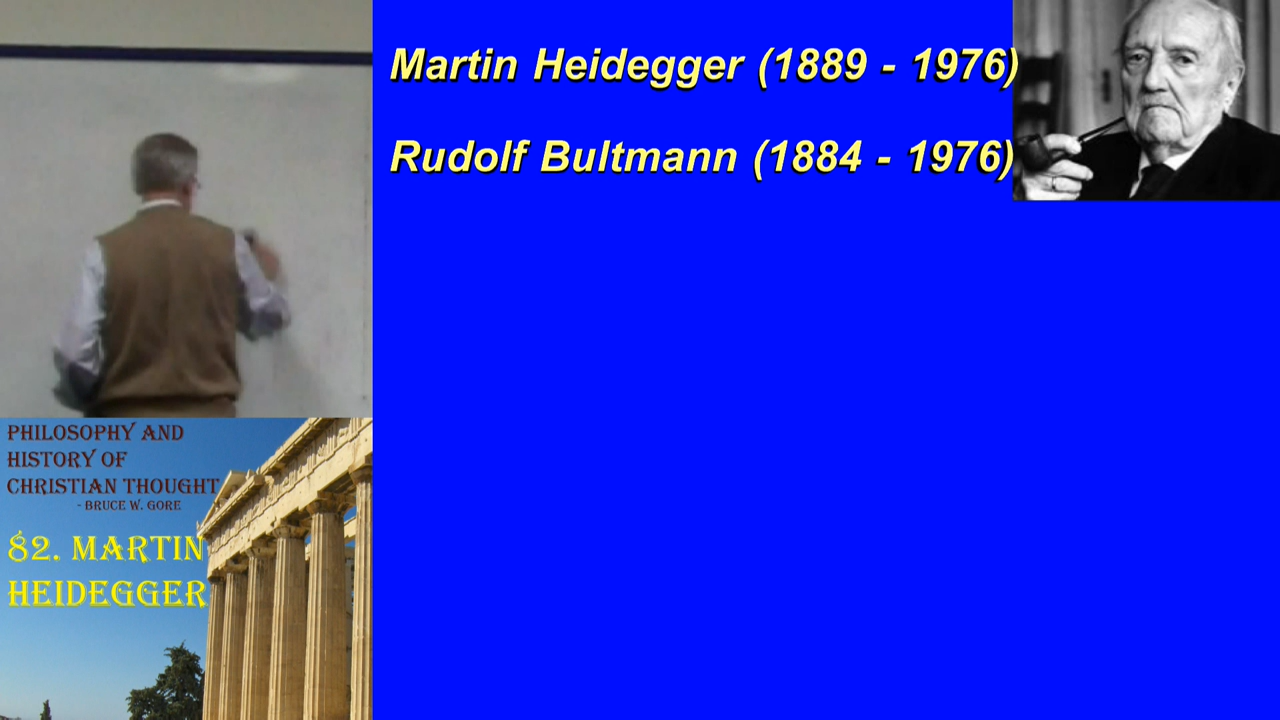 Martin Heidegger (1889 - 1976)
Rudolf Bultmann (1884 - 1976)
PHILOSOPHY AND
HISTORY OF
CHRISTIAN THOUGHT
- BRUCE W. GORE
82. MARTIN
HEIDEGGER